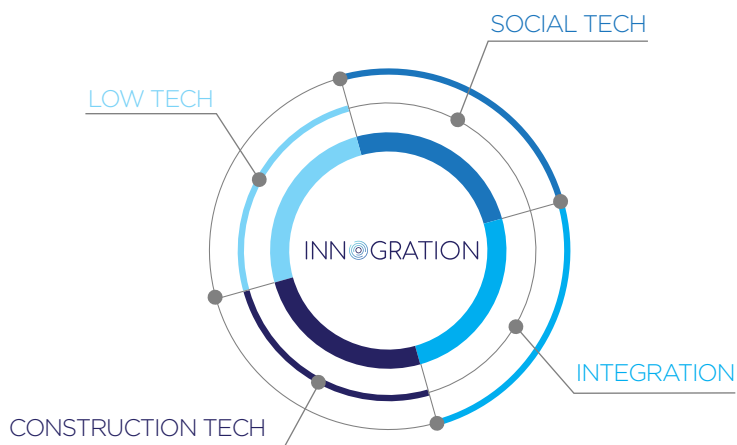 SOCIAL TECH
LOW TECH
INNOGRATION
INTEGRATION
CONSTRUCTION TECH